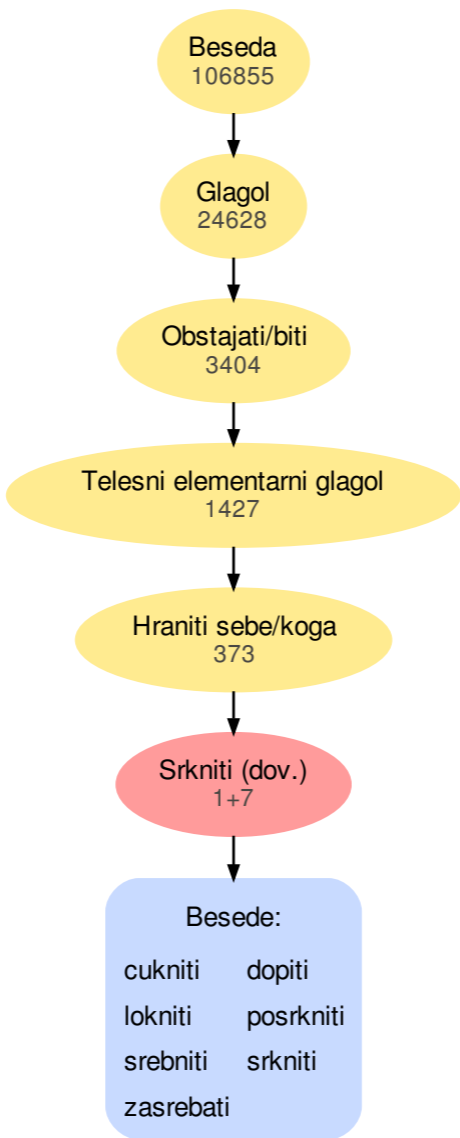 Beseda
106855
Glagol
24628
Obstajati/biti
3404
Telesni elementarni glagol
1427
Hraniti sebe/koga
373
Srkniti (dov.)
1+7
Besede:
cukniti dopiti
lokniti posrkniti
srebniti srkniti
zasrebati